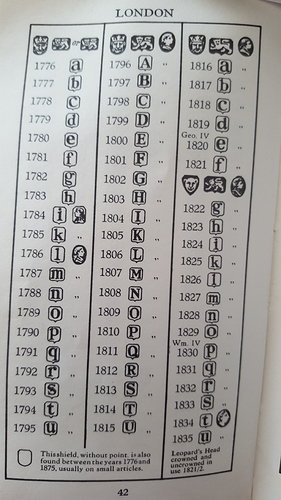 LONDON
or
1776 a
1777 b
1778 c
1779 d
1780 e
1781 f
1782 g
1783 h
1784 i
1785 k „
1786 l
1787 m „
1788 n „
1789 o „
1790 p „
1791 q „
1792 r „
1793 s „
1794 t „
1795 u „
This shield, without point, is also
found between the years 1776 and
1875, usually on small articles.
1796 A „
1797 B „
1798 C „
1799 D „
1800 E „
1801 F „
1802 G „
1803 H „
1804 I „
1805 K „
1806 L „
1807 M „
1808 N „
1809 O „
1810 P „
1811 Q „
1812 R „
1813 S „
1814 T „
1815 U „
1816 a „
1817 b „
1818 c „
1819 d „
Geo. IV
1820 e „
1821 f „
1822 g „
1823 h „
1824 i „
1825 k „
1826 l „
1827 m „
1828 n „
1829 o „
Wm. IV
1830 p „
1831 q „
1832 r „
1833 s „
1834 t
1835 u „
Leopard's Head
crowned and
uncrowned in
use 1821/2.
42